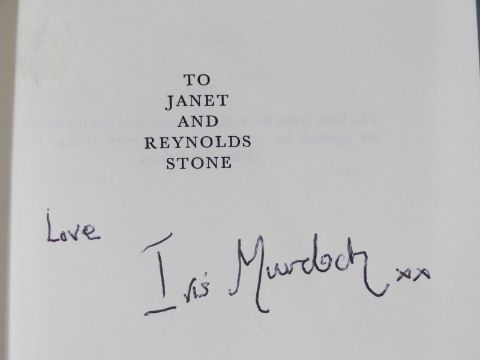 TO
JANET
AND
REYNOLDS
STONE
Love
Iris Murdoch xx